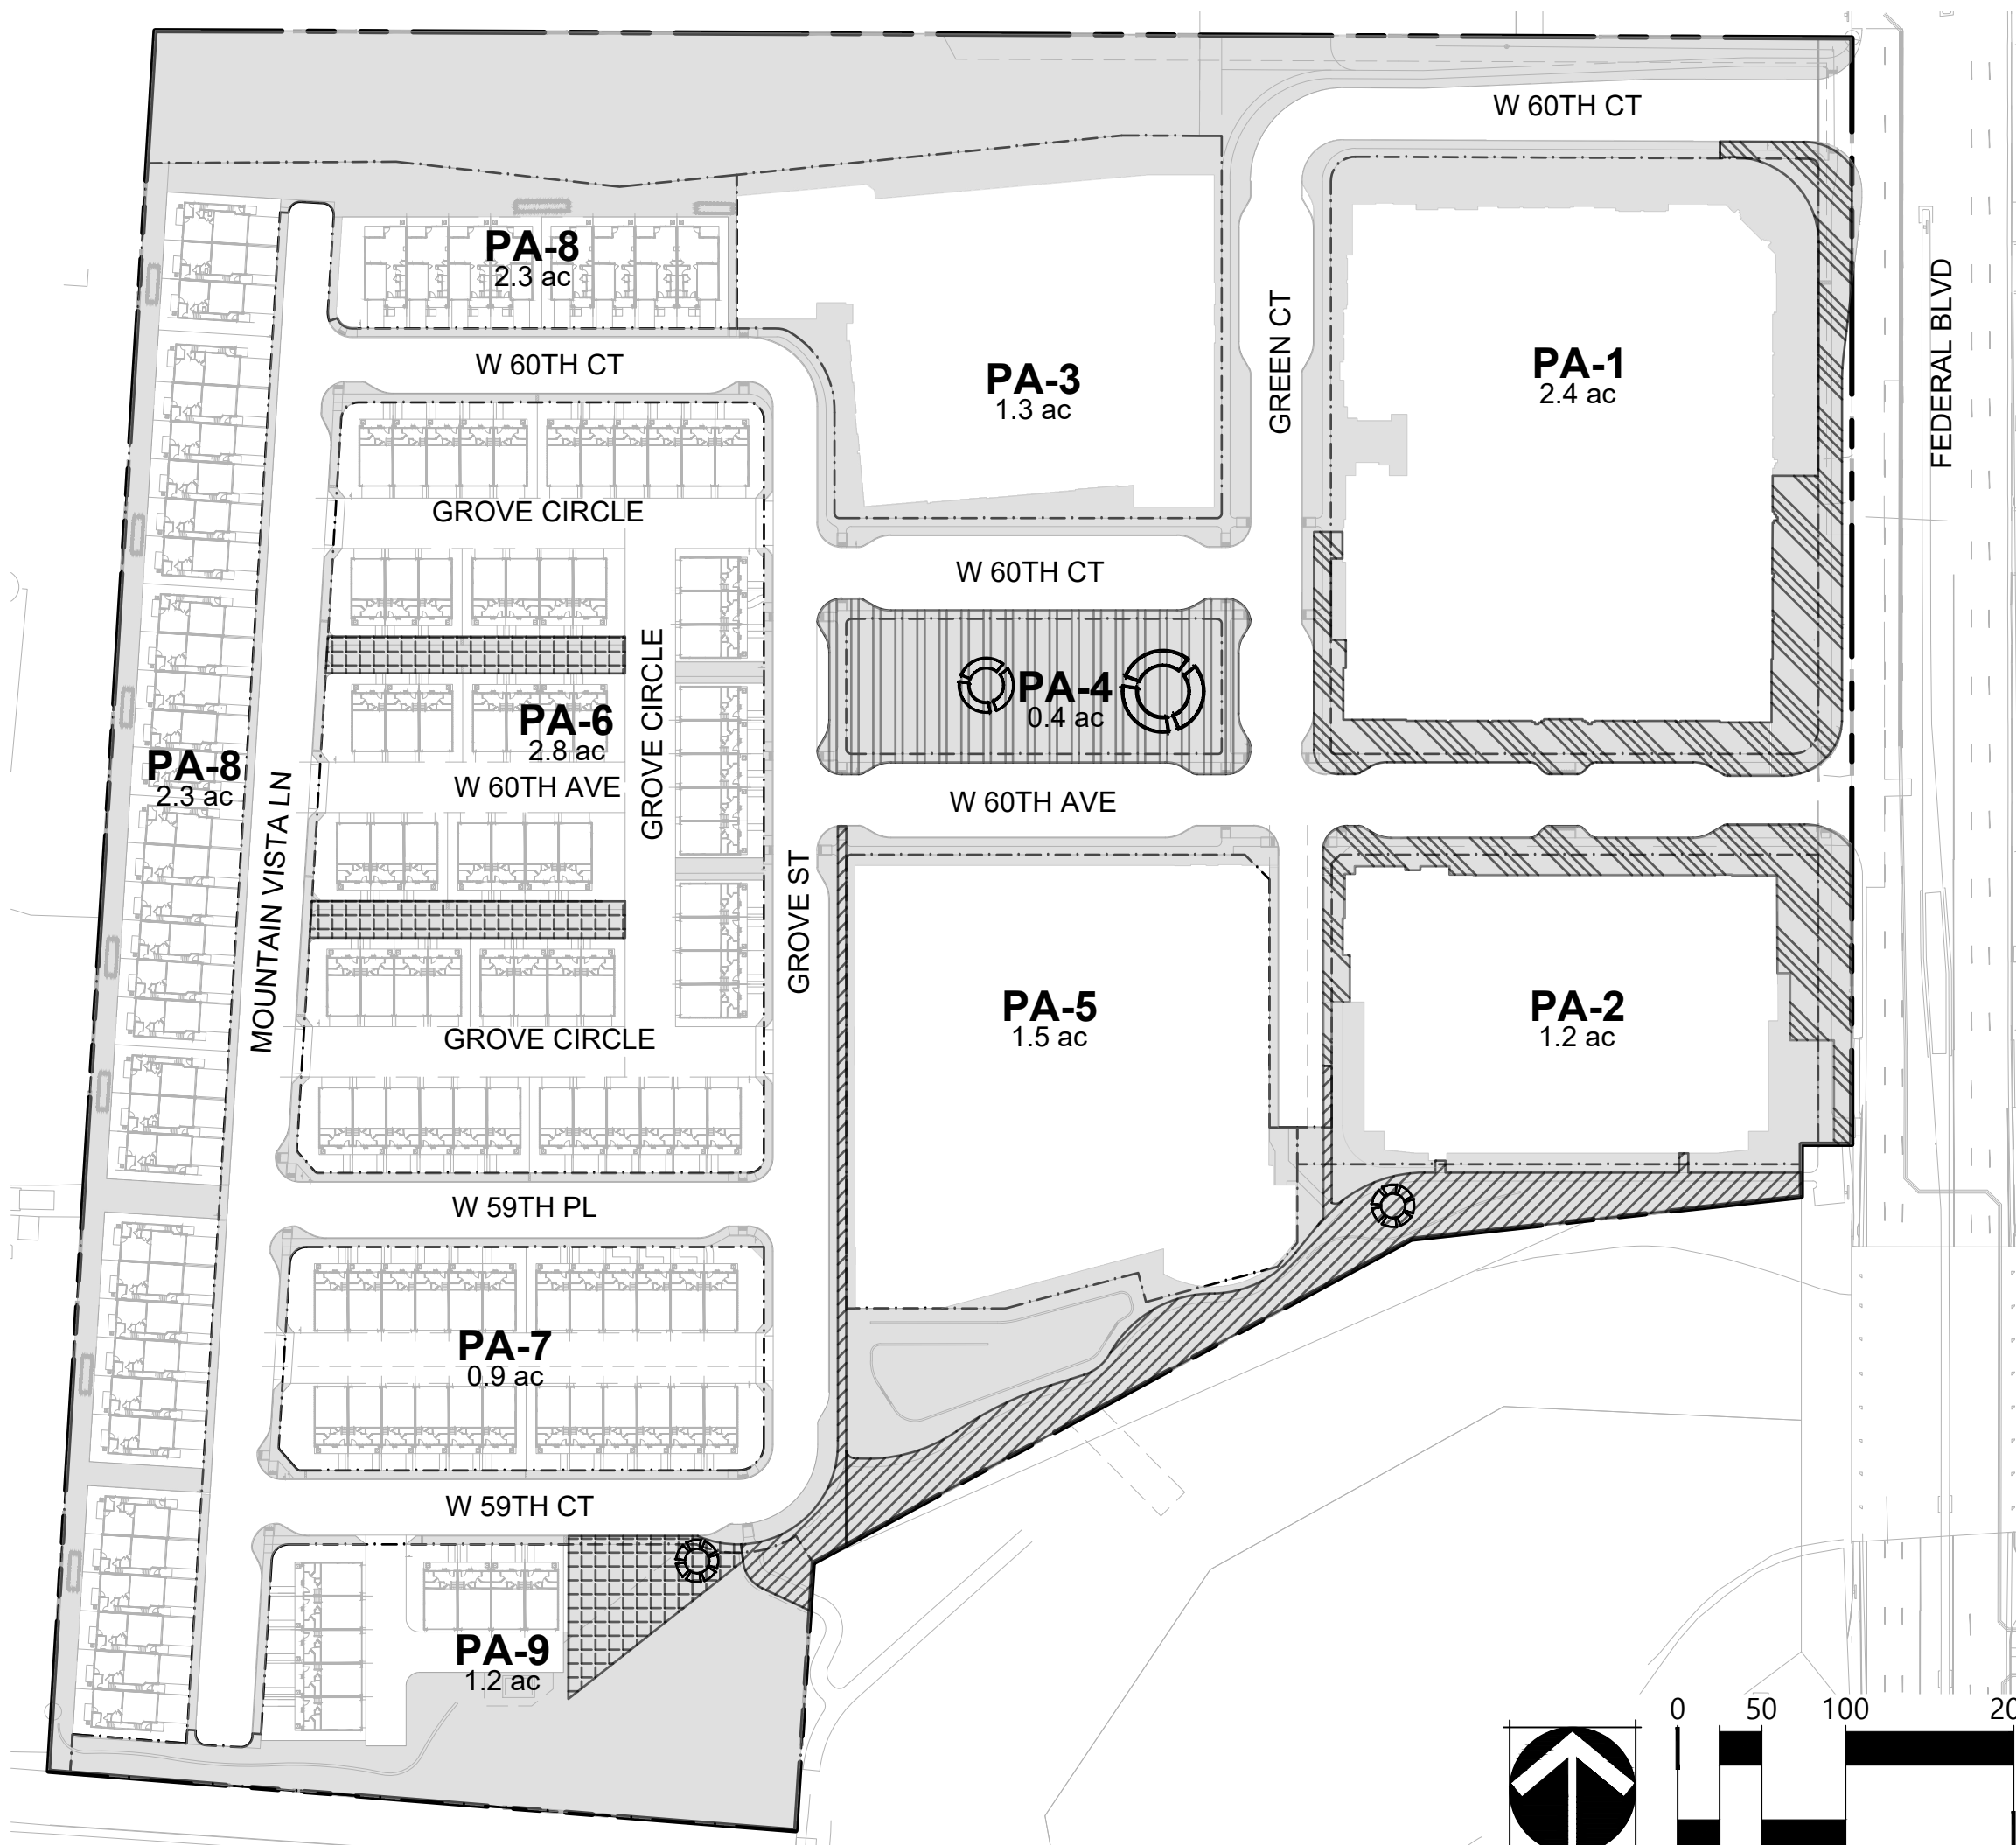 W 60TH CT
PA-8
2.3 ac
FEDERAL BLVD
GREEN CT
W 60TH CT
PA-3
1.3 ac
PA-1
2.4 ac
GROVE CIRCLE
W 60TH CT
GROVE CIRCLE
PA-4
0.4 ac
PA-6
2.8 ac
PA-8
2.3 ac
W 60TH AVE
W 60TH AVE
MOUNTAIN VISTA LN
GROVE ST
PA-5
1.5 ac
PA-2
1.2 ac
GROVE CIRCLE
W 59TH PL
PA-7
0.9 ac
W 59TH CT
PA-9
1.2 ac
0 50 100 20